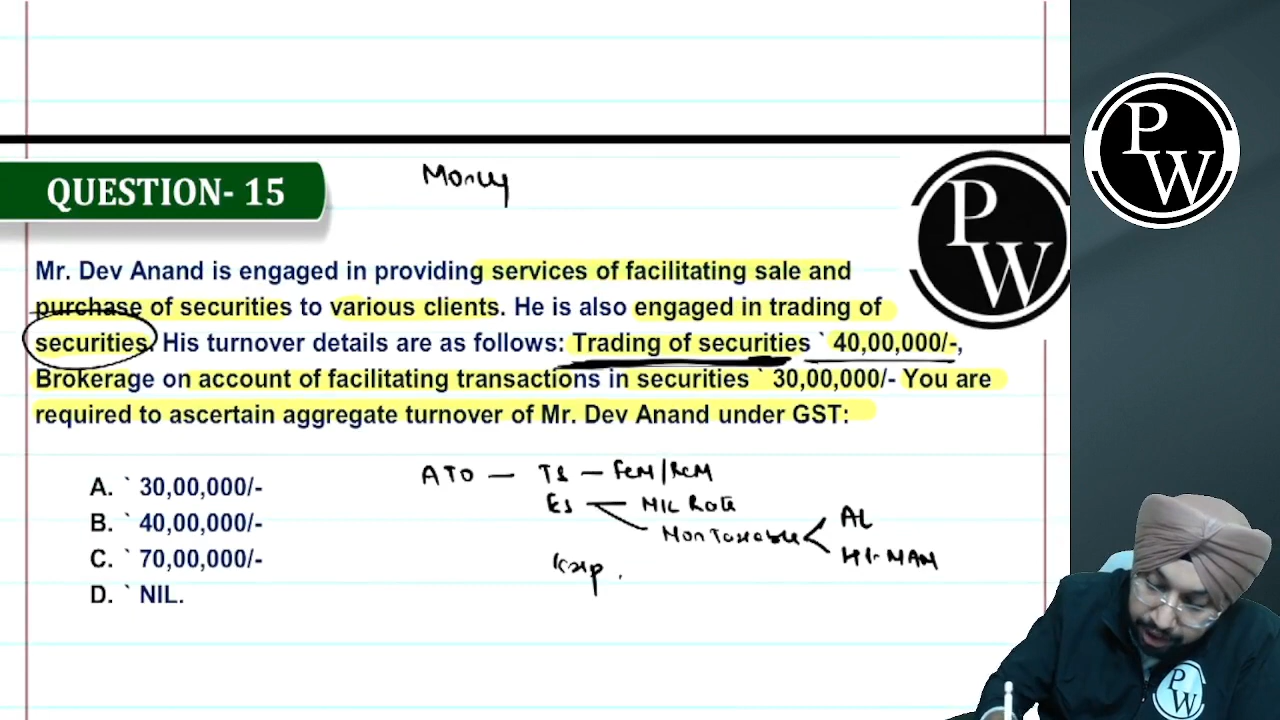 P
W
Money
QUESTION- 15
P
W
Mr. Dev Anand is engaged in providing services of facilitating sale and
purchase of securities to various clients. He is also engaged in trading of
securities. His turnover details are as follows: Trading of securities ` 40,00,000/-,
Brokerage on account of facilitating transactions in securities ` 30,00,000/- You are
required to ascertain aggregate turnover of Mr. Dev Anand under GST:
ATO — TS — FCM/RCM
A. ` 30,00,000/-
ES NIL Rate
B. ` 40,00,000/-
Non Taxable AL
C. ` 70,00,000/-
D. ` NIL.
P
W